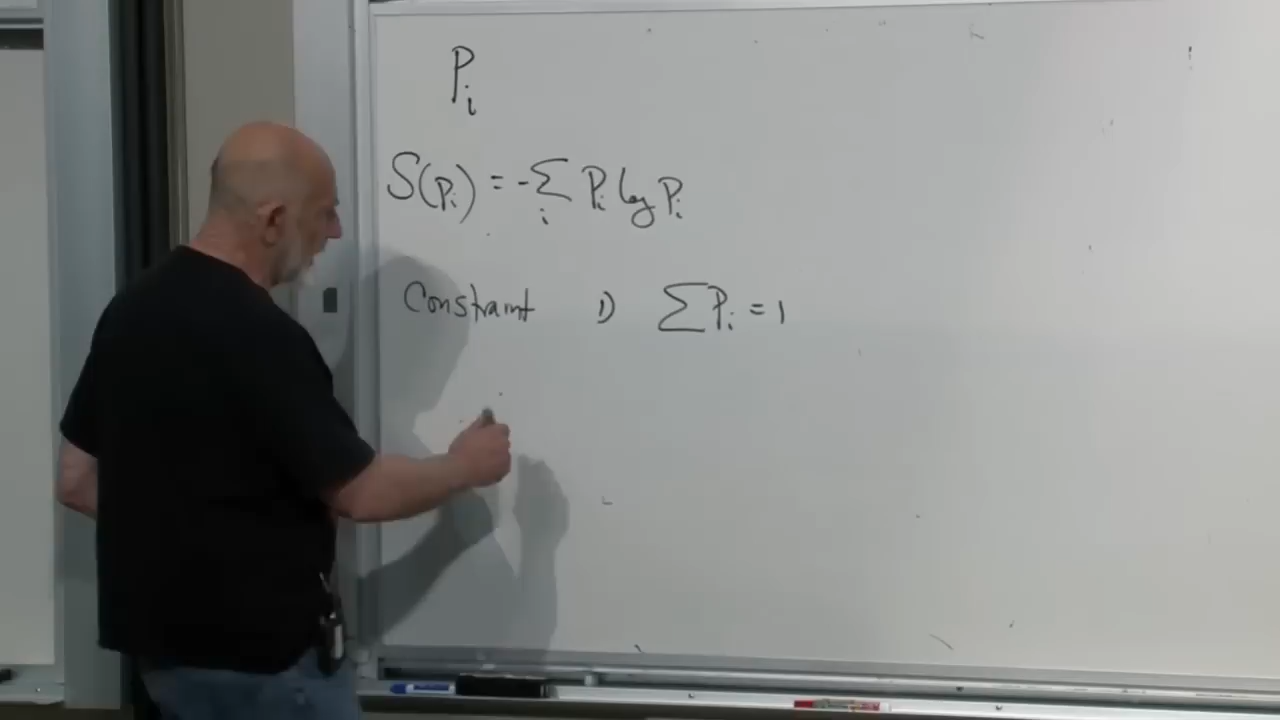 P_i
S(P_i) = -∑_i P_i log P_i
Constraint 1) ∑ P_i = 1